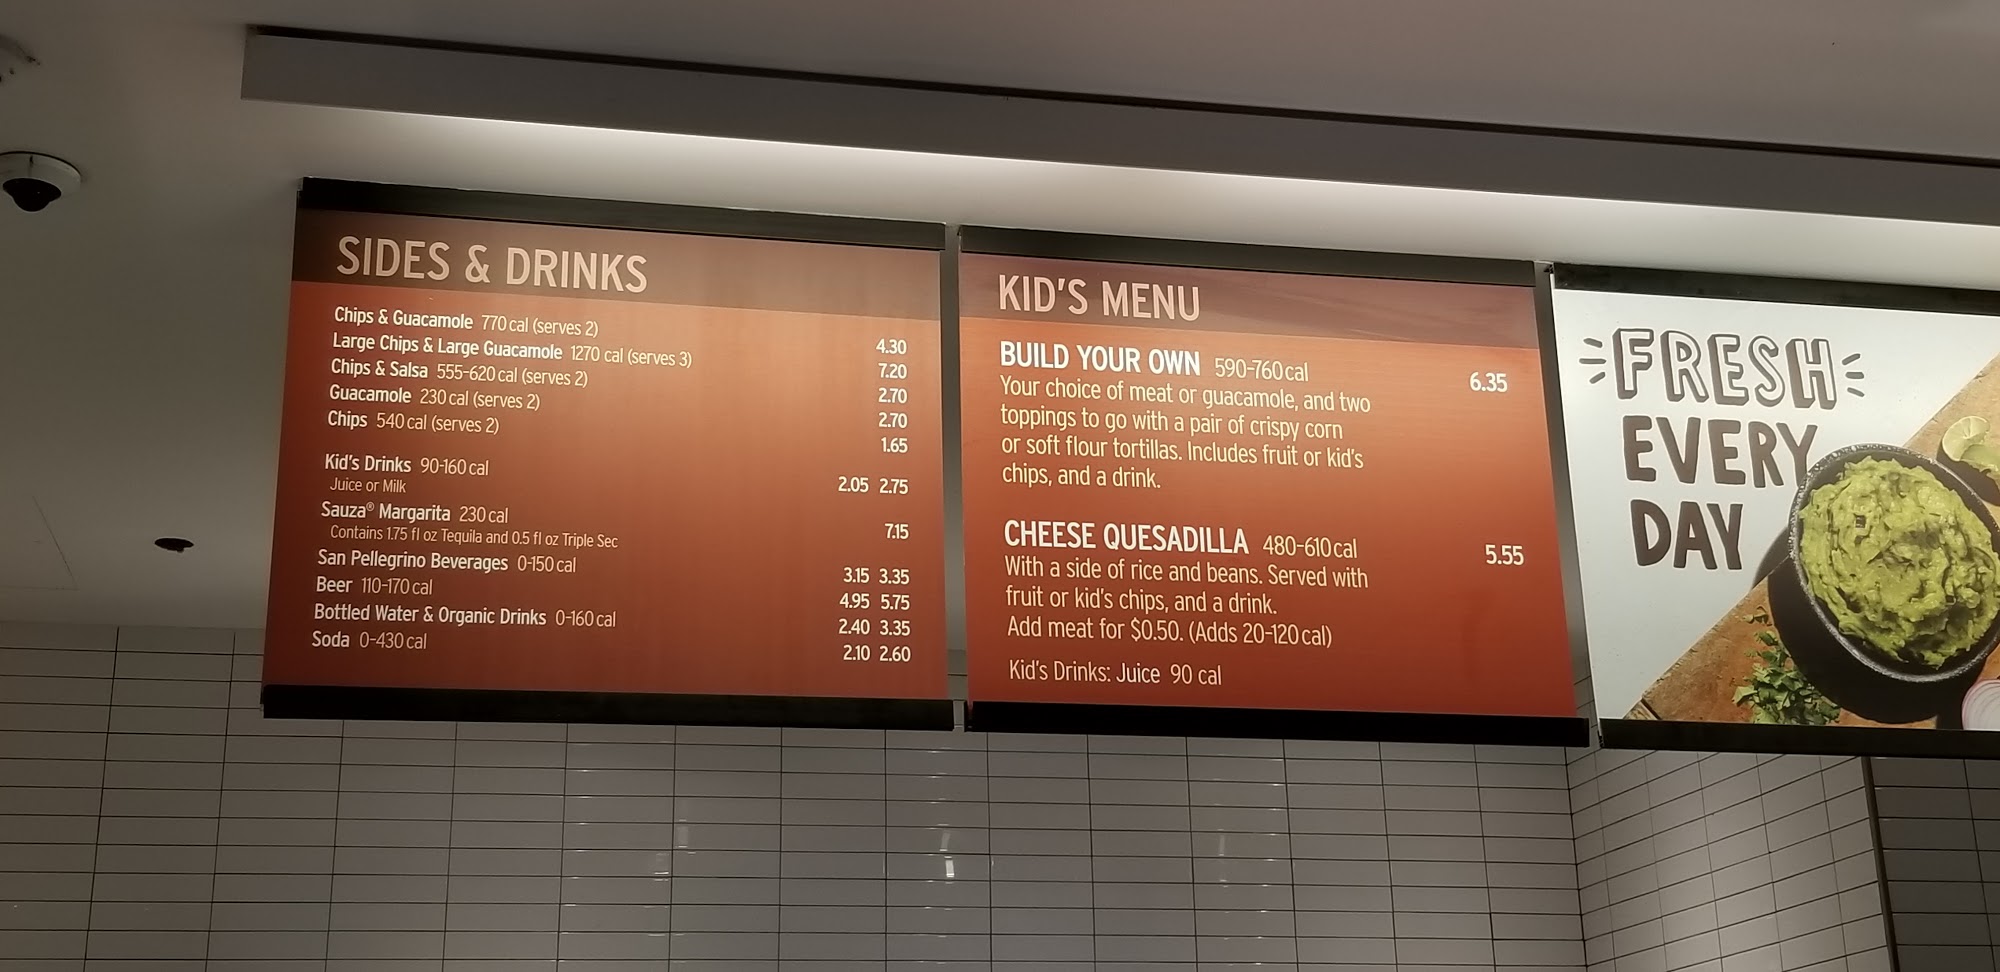 SIDES & DRINKS
Chips & Guacamole 770 cal (serves 2) 4.30
Large Chips & Large Guacamole 1270 cal (serves 3) 7.20
Chips & Salsa 555-620 cal (serves 2) 2.70
Guacamole 230 cal (serves 2) 2.70
Chips 540 cal (serves 2) 1.65
Kid's Drinks 90-160 cal 2.05 2.75
Juice or Milk
Sauza® Margarita 230 cal 7.15
Contains 1.75 fl oz Tequila and 0.5 fl oz Triple Sec
San Pellegrino Beverages 0-150 cal 3.15 3.35
Beer 110-170 cal 4.95 5.75
Bottled Water & Organic Drinks 0-160 cal 2.40 3.35
Soda 0-430 cal 2.10 2.60
KID'S MENU
BUILD YOUR OWN 590-760 cal 6.35
Your choice of meat or guacamole, and two
toppings to go with a pair of crispy corn
or soft flour tortillas. Includes fruit or kid's
chips, and a drink.
CHEESE QUESADILLA 480-610 cal 5.55
With a side of rice and beans. Served with
fruit or kid's chips, and a drink.
Add meat for $0.50. (Adds 20-120 cal)
Kid's Drinks: Juice 90 cal
FRESH
EVERY
DAY